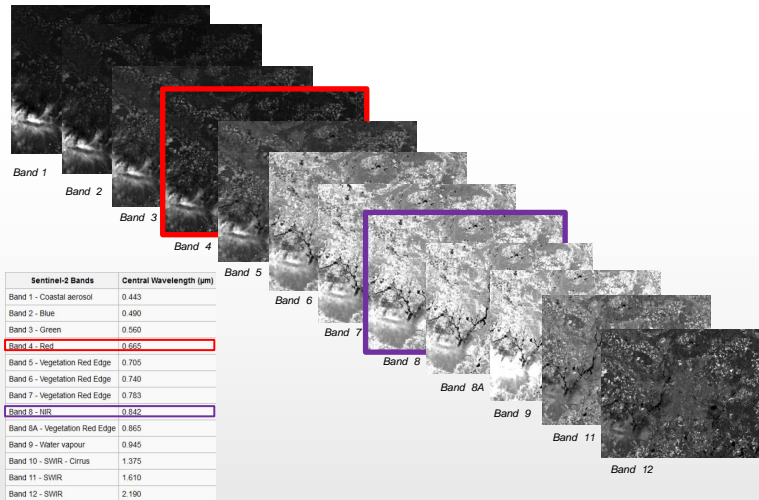 Band 1
Band 2
Band 3
Band 4
Band 5
Band 6
Band 7
Band 8
Band 8A
Band 9
Band 11
Band 12
Sentinel-2 Bands Central Wavelength (µm)
Band 1 - Coastal aerosol 0.443
Band 2 - Blue 0.490
Band 3 - Green 0.560
Band 4 - Red 0.665
Band 5 - Vegetation Red Edge 0.705
Band 6 - Vegetation Red Edge 0.740
Band 7 - Vegetation Red Edge 0.783
Band 8 - NIR 0.842
Band 8A - Vegetation Red Edge 0.865
Band 9 - Water vapour 0.945
Band 10 - SWIR - Cirrus 1.375
Band 11 - SWIR 1.610
Band 12 - SWIR 2.190